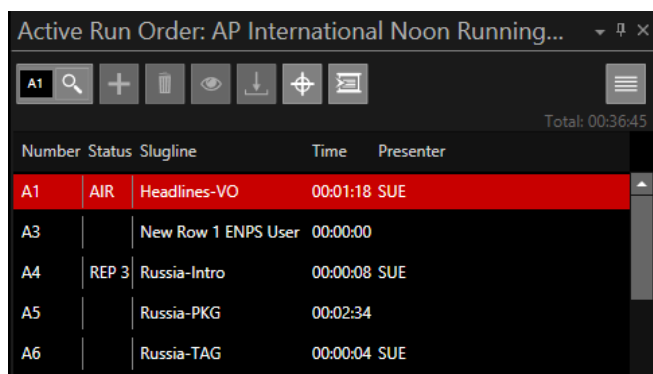 Active Run Order: AP International Noon Running...
A1
Total: 00:36:45
Number Status Slugline Time Presenter
A1 AIR Headlines-VO 00:01:18 SUE
A3 New Row 1 ENPS User 00:00:00
A4 REP 3 Russia-Intro 00:00:08 SUE
A5 Russia-PKG 00:02:34
A6 Russia-TAG 00:00:04 SUE